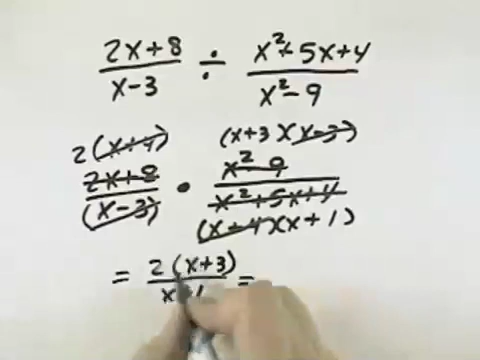 2x+8 ÷ x²+5x+4
x-3 x²-9
2(x+4) (x+3)(x-3)
2x+8 • x²-9
(x-3) x²+5x+4
(x+4)(x+1)
= 2(x+3) =